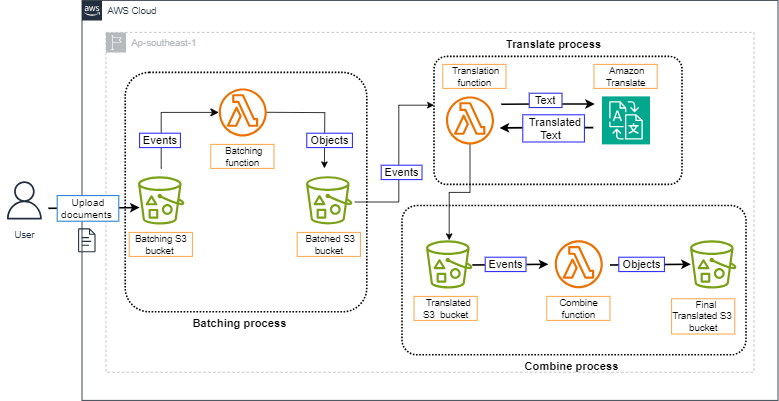 aws
AWS Cloud
Ap-southeast-1
Translate process
Translation
function
Amazon
Translate
Text
Translated
Text
Events
Batching
function
Objects
Events
User
Upload
documents
Batching S3
bucket
Batched S3
bucket
Batching process
Events
Objects
Translated
S3 bucket
Combine
function
Final
Translated S3
bucket
Combine process